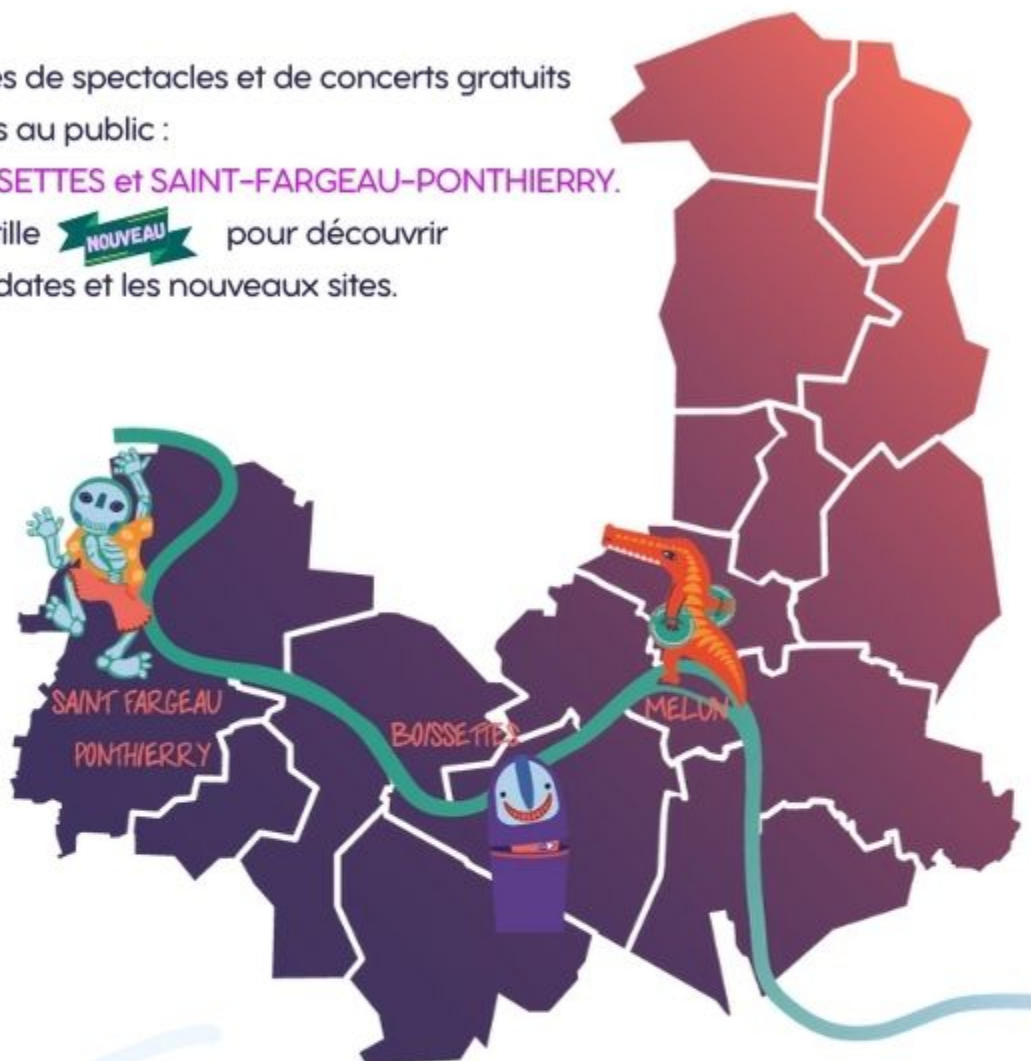 es de spectacles et de concerts gratuits
s au public :
SETTES et SAINT-FARGEAU-PONTHIERRY.
ille NOUVEAU pour découvrir
dates et les nouveaux sites.
SAINT FARGEAU
PONTHIERRY
BOISSETTES
MELUN